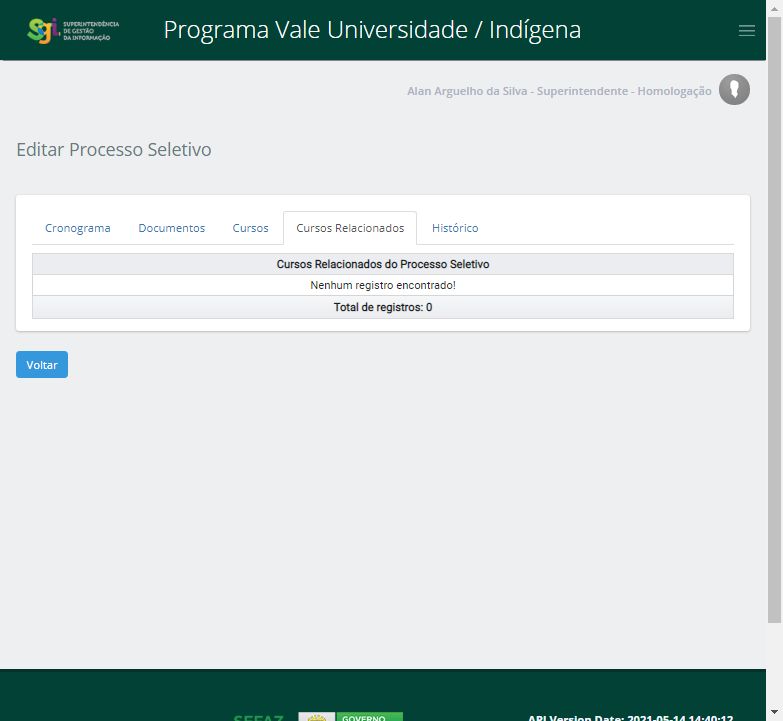 sgi. SUPERINTENDÊNCIA
DE GESTÃO
DA INFORMAÇÃO
Programa Vale Universidade / Indígena
Alan Arguelho da Silva - Superintendente - Homologação
Editar Processo Seletivo
Cronograma Documentos Cursos Cursos Relacionados Histórico
Cursos Relacionados do Processo Seletivo
Nenhum registro encontrado!
Total de registros: 0
Voltar
SEFAZ GOVERNO API Version Date: 2021-05-14 14:40:12